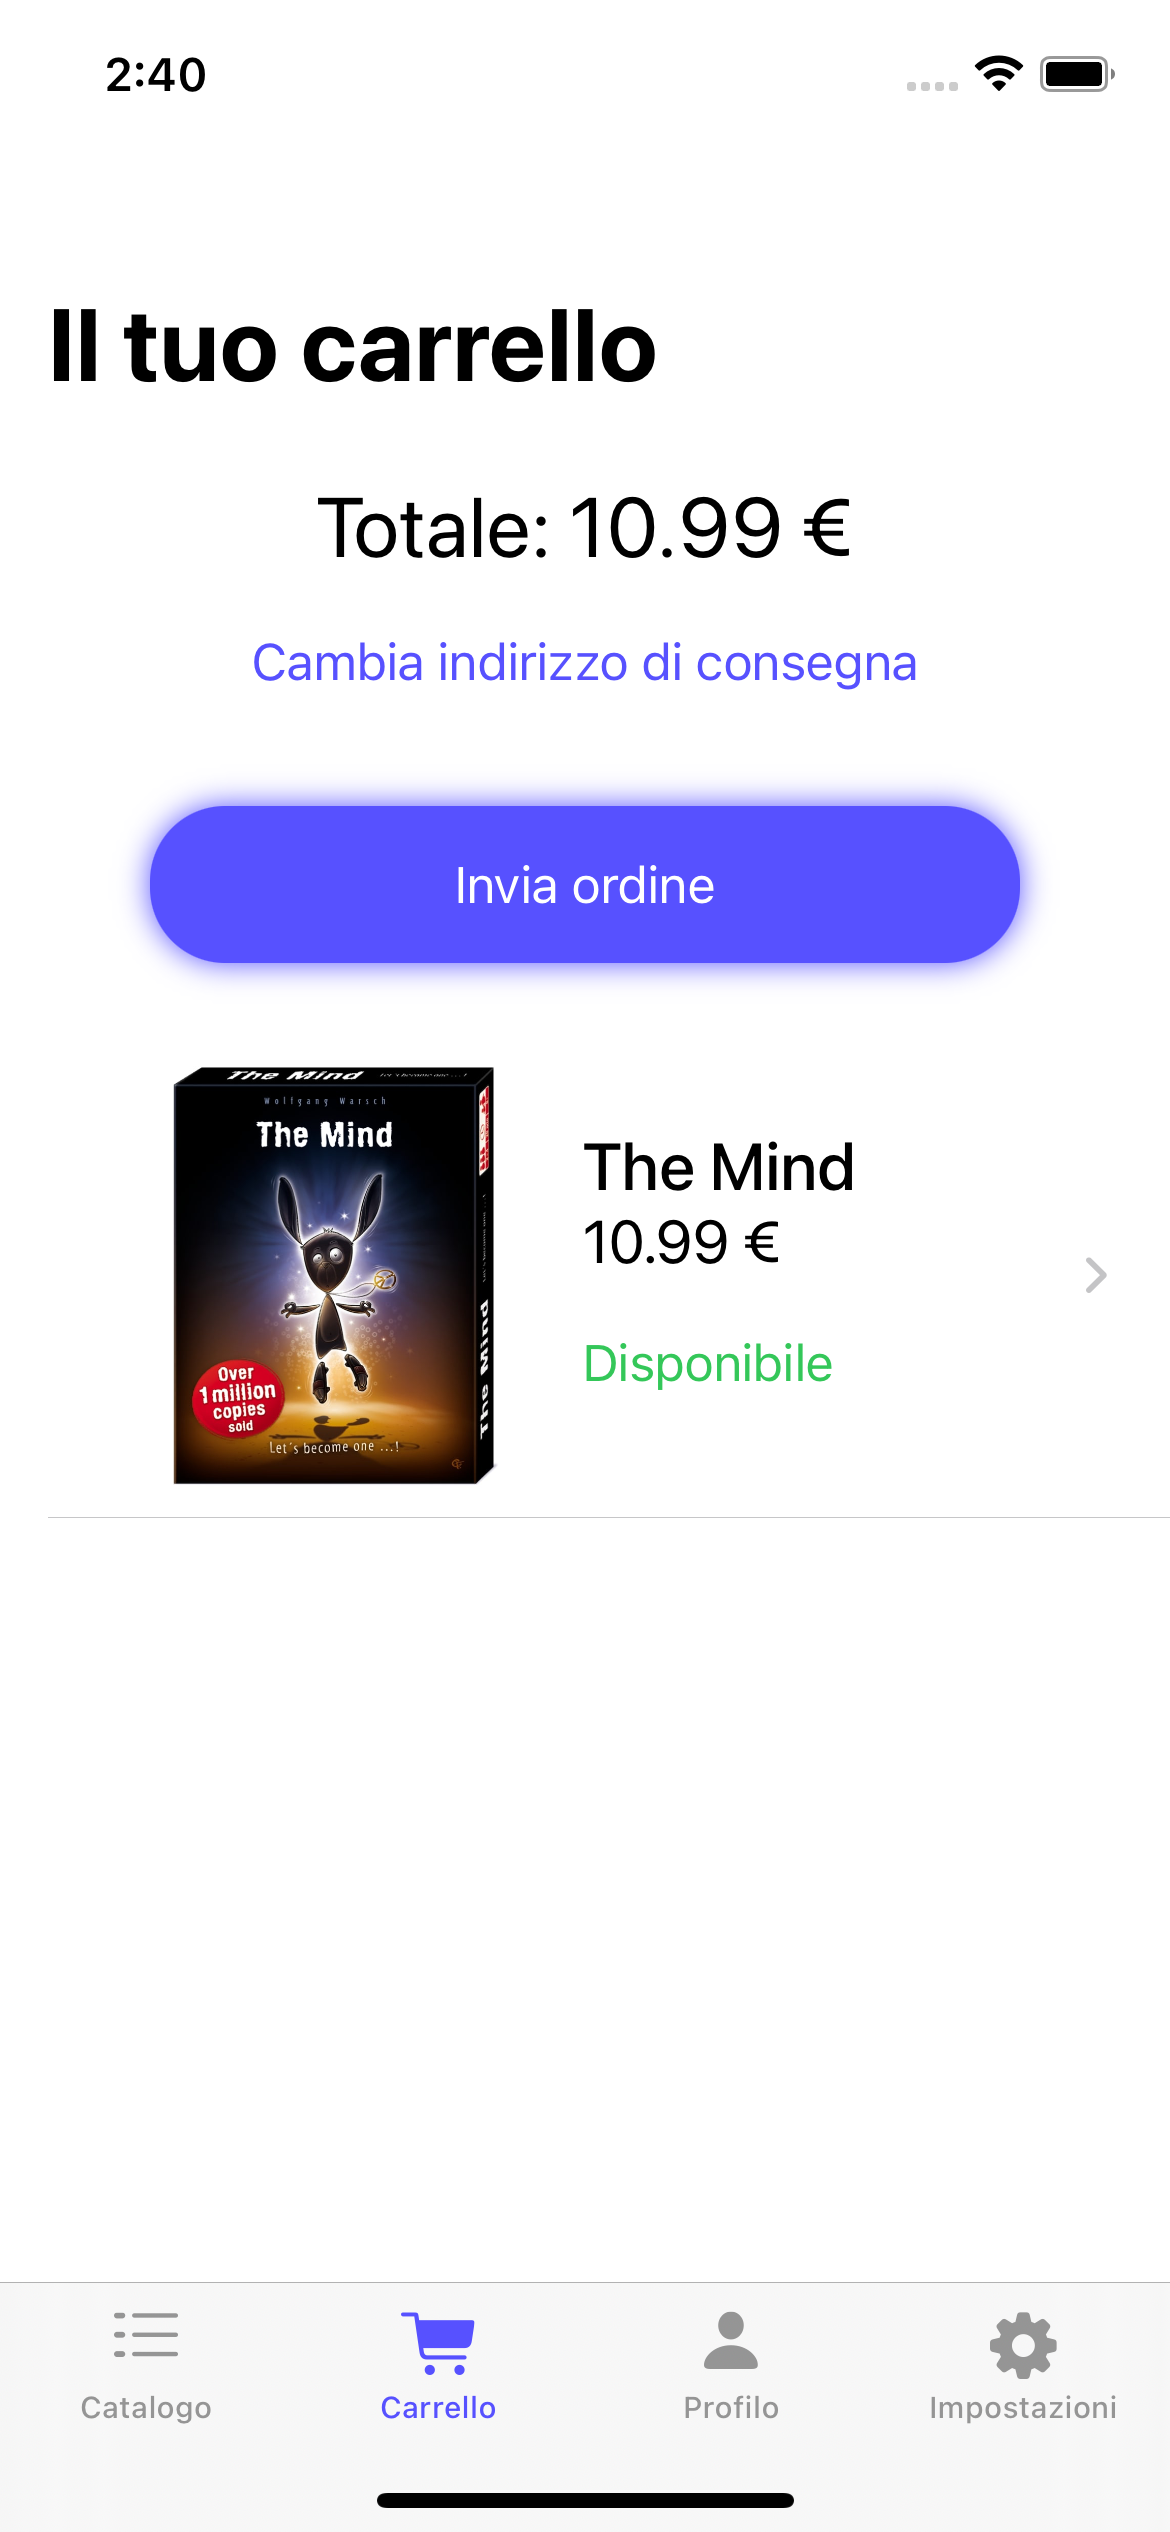 2:40
Il tuo carrello
Totale: 10.99 €
Cambia indirizzo di consegna
Invia ordine
The Mind
Wolfgang Warsch
The Mind
The Mind
Over
1 million
copies
sold
Let's become one ...!
The Mind
10.99 €
Disponibile
Catalogo
Carrello
Profilo
Impostazioni